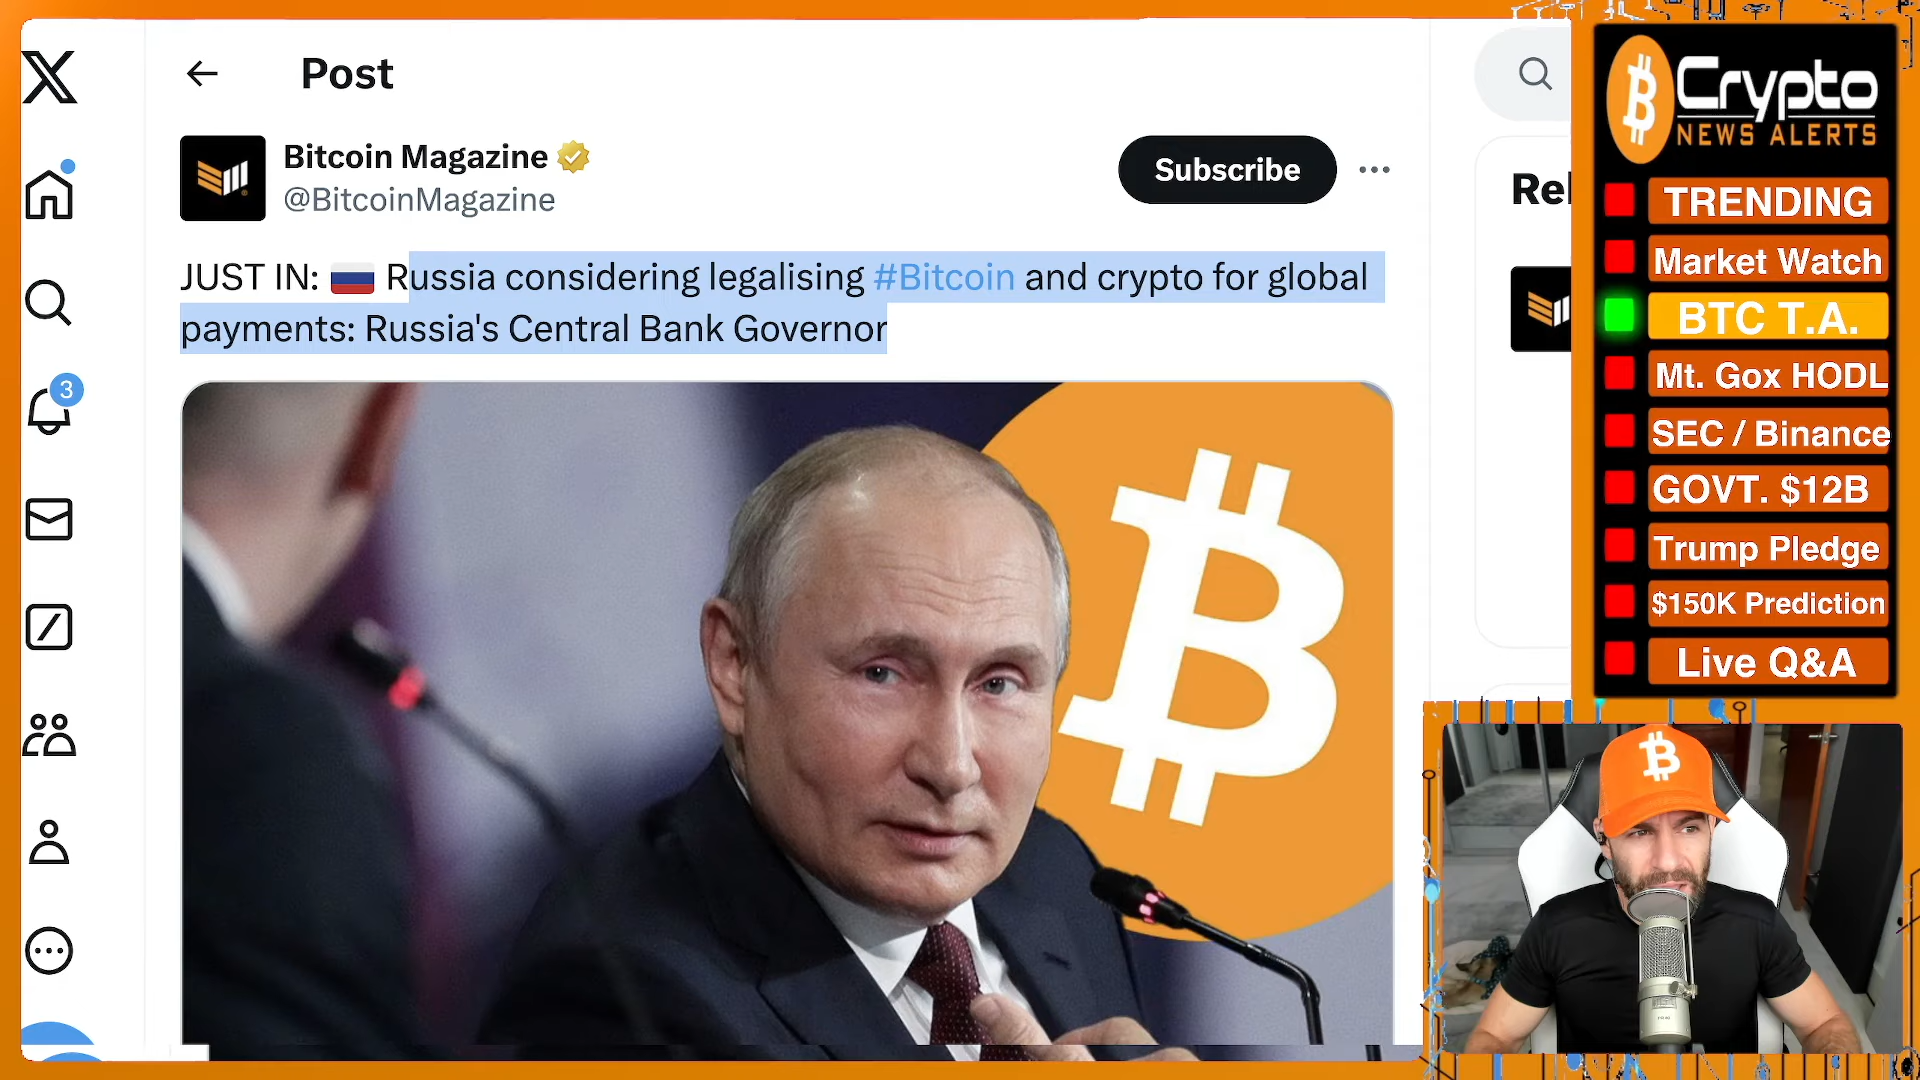 Post
Bitcoin Magazine
@BitcoinMagazine
Subscribe
JUST IN: Russia considering legalising #Bitcoin and crypto for global
payments: Russia's Central Bank Governor
3
Crypto
NEWS ALERTS
TRENDING
Market Watch
BTC T.A.
Mt. Gox HODL
SEC / Binance
GOVT. $12B
Trump Pledge
$150K Prediction
Live Q&A